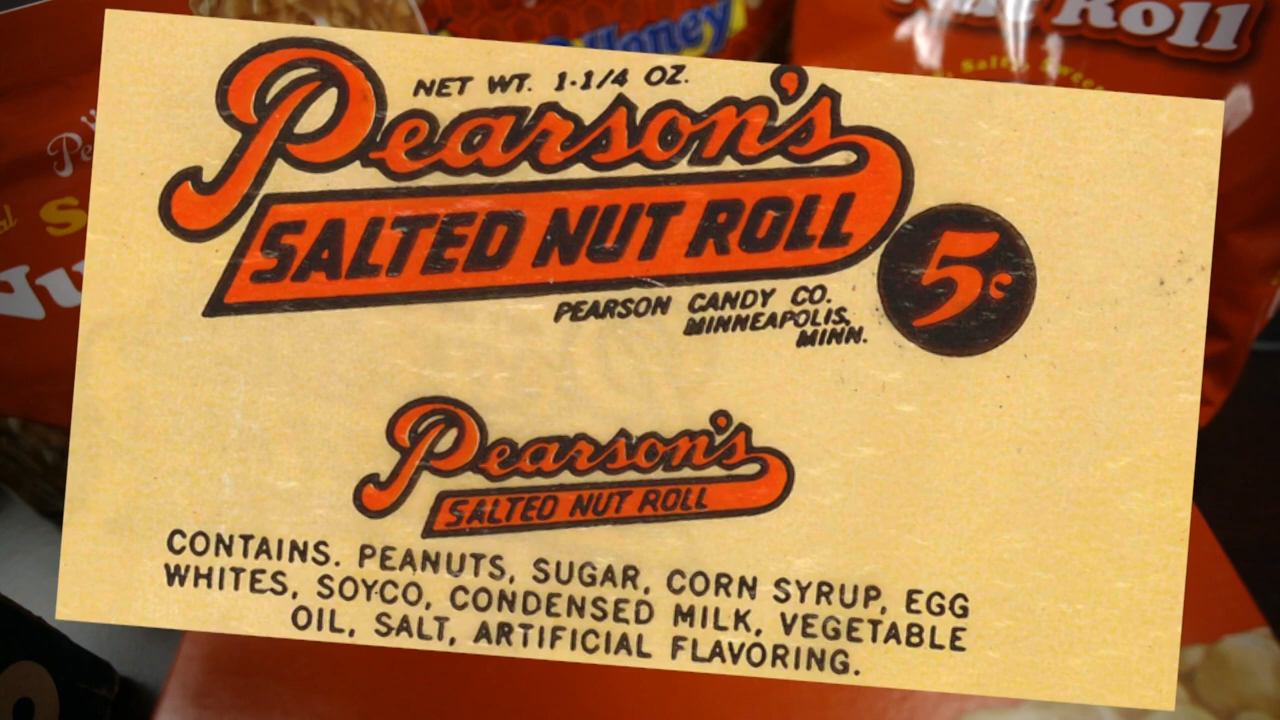 Honey
Nut Roll
NET WT. 1-1/4 OZ.
Pearson's
SALTED NUT ROLL
5¢
PEARSON CANDY CO.
MINNEAPOLIS,
MINN.
Pearson's
SALTED NUT ROLL
CONTAINS. PEANUTS, SUGAR, CORN SYRUP, EGG
WHITES, SOYCO, CONDENSED MILK, VEGETABLE
OIL, SALT, ARTIFICIAL FLAVORING.